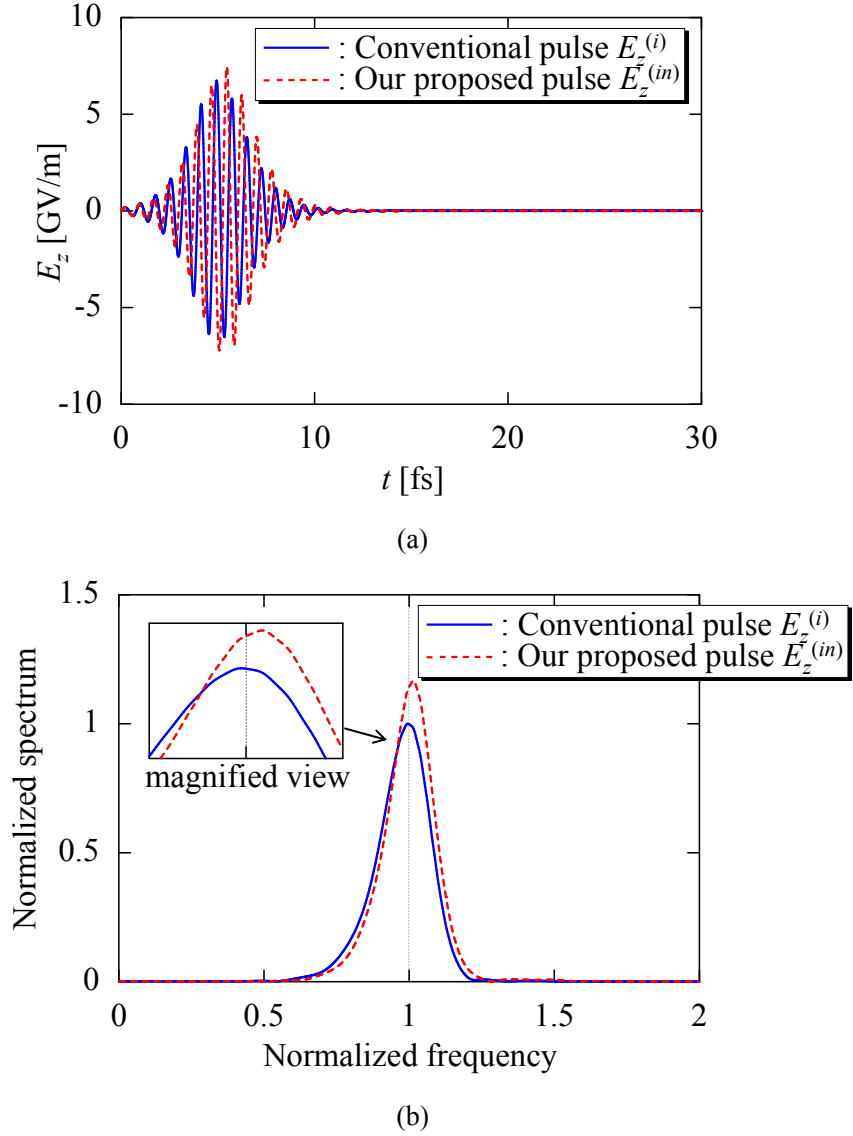 10
: Conventional pulse E_z^(i)
: Our proposed pulse E_z^(in)
5
0
-5
-10
E_z [GV/m]
0 10 20 30
t [fs]
(a)
1.5
: Conventional pulse E_z^(i)
: Our proposed pulse E_z^(in)
magnified view
1
0.5
0
Normalized spectrum
0 0.5 1 1.5 2
Normalized frequency
(b)